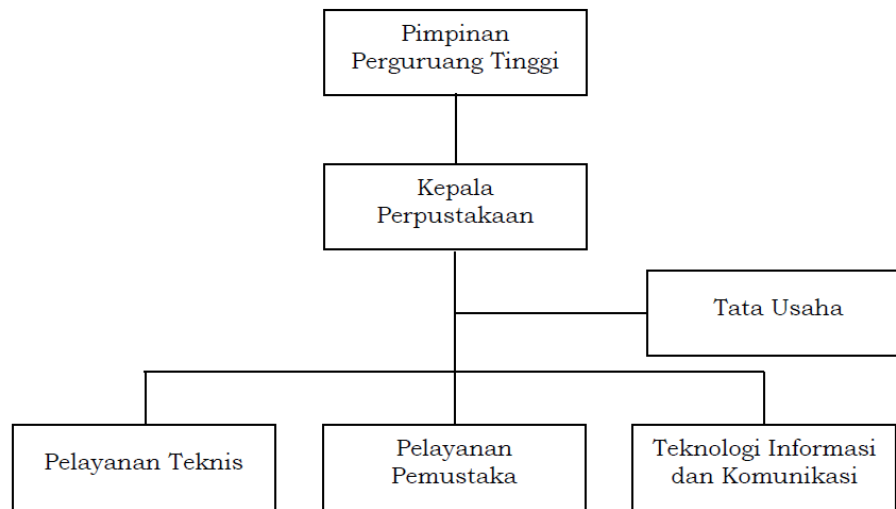 Pimpinan
Perguruang Tinggi
Kepala
Perpustakaan
Tata Usaha
Pelayanan Teknis
Pelayanan
Pemustaka
Teknologi Informasi
dan Komunikasi